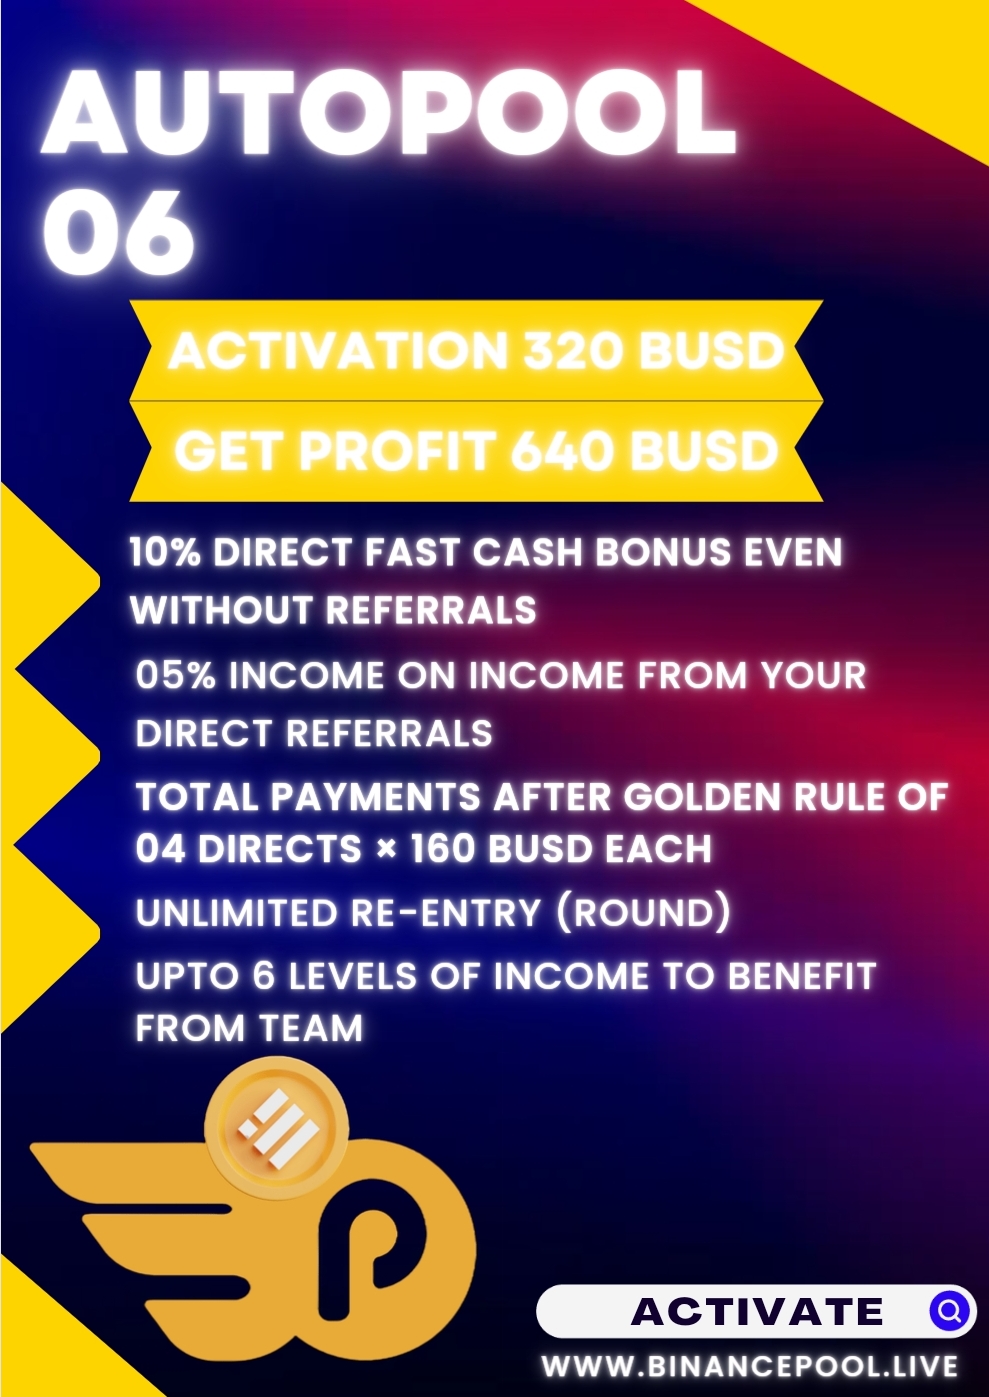 AUTOPOOL
06
ACTIVATION 320 BUSD
GET PROFIT 640 BUSD
10% DIRECT FAST CASH BONUS EVEN
WITHOUT REFERRALS
05% INCOME ON INCOME FROM YOUR
DIRECT REFERRALS
TOTAL PAYMENTS AFTER GOLDEN RULE OF
04 DIRECTS × 160 BUSD EACH
UNLIMITED RE-ENTRY (ROUND)
UPTO 6 LEVELS OF INCOME TO BENEFIT
FROM TEAM
P
ACTIVATE
WWW.BINANCEPOOL.LIVE